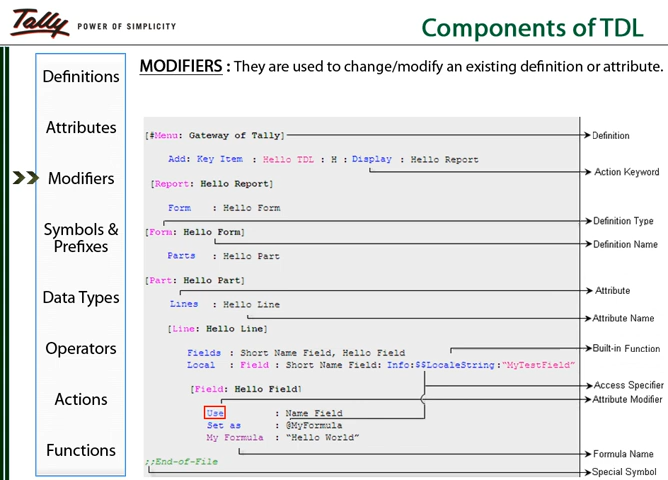 Tally POWER OF SIMPLICITY
Components of TDL
Definitions
Attributes
Modifiers
Symbols &
Prefixes
Data Types
Operators
Actions
Functions
MODIFIERS : They are used to change/modify an existing definition or attribute.
[#Menu: Gateway of Tally] Definition
Add: Key Item : Hello TDL : H : Display : Hello Report
Action Keyword
[Report: Hello Report]
Form : Hello Form
Definition Type
[Form: Hello Form]
Definition Name
Parts : Hello Part
[Part: Hello Part]
Attribute
Lines : Hello Line
Attribute Name
[Line: Hello Line]
Built-in Function
Fields : Short Name Field, Hello Field
Local : Field : Short Name Field: Info:$$LocaleString:"MyTestField"
Access Specifier
[Field: Hello Field]
Attribute Modifier
Use : Name Field
Set as : @MyFormula
My Formula : "Hello World"
Formula Name
;;End-of-File
Special Symbol